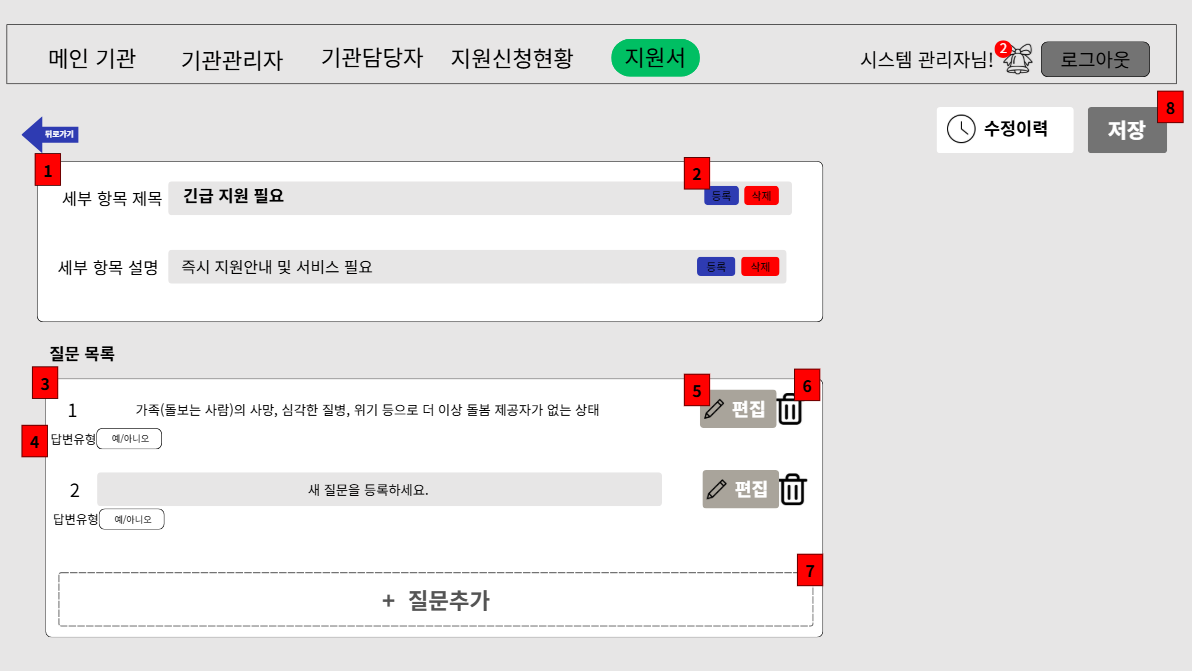 메인 기관 기관관리자 기관담당자 지원신청현황 지원서 시스템 관리자님! 2 로그아웃
8
뒤로가기 수정이력 저장
1 2
세부 항목 제목 긴급 지원 필요 등록 삭제
세부 항목 설명 즉시 지원안내 및 서비스 필요 등록 삭제
질문 목록
3 5 6
1 가족(돌보는 사람)의 사망, 심각한 질병, 위기 등으로 더 이상 돌봄 제공자가 없는 상태 편집
4 답변유형 예/아니오
2 새 질문을 등록하세요. 편집
답변유형 예/아니오
7
+ 질문추가